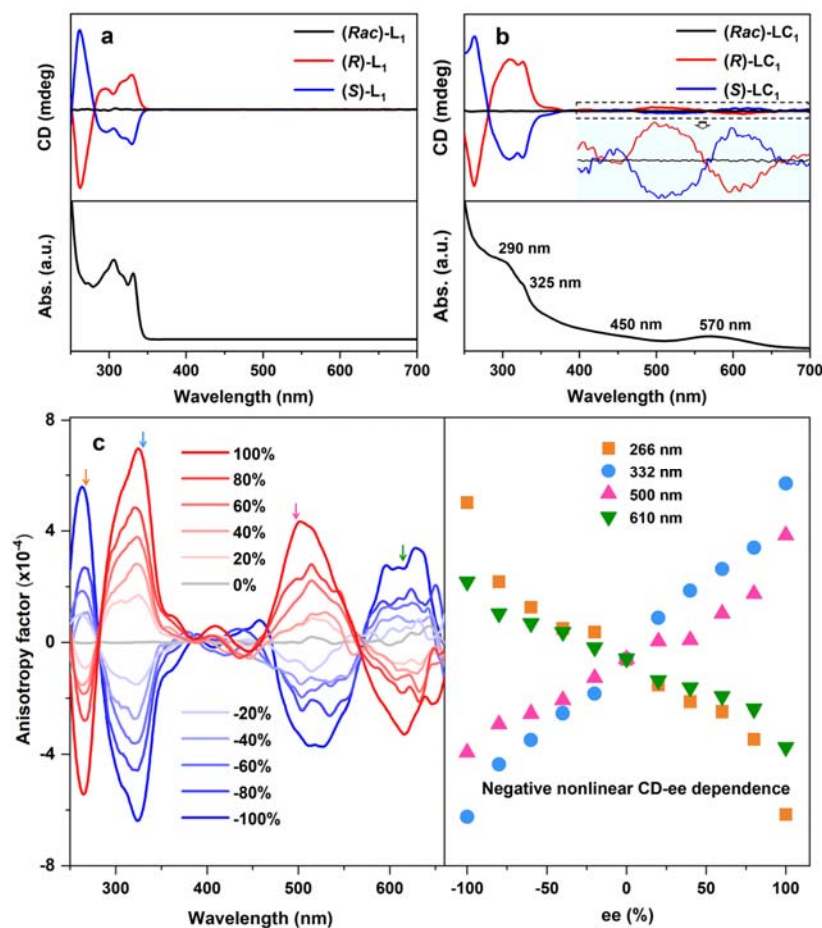 a
(Rac)-L₁
(R)-L₁
(S)-L₁
CD (mdeg)
Abs. (a.u.)
250 300 400 500 600 700
Wavelength (nm)
b
(Rac)-LC₁
(R)-LC₁
(S)-LC₁
CD (mdeg)
Abs. (a.u.)
290 nm
325 nm
450 nm
570 nm
300 400 500 600 700
Wavelength (nm)
c
Anisotropy factor (x10⁻⁴)
8
4
0
-4
-8
100%
80%
60%
40%
20%
0%
-20%
-40%
-60%
-80%
-100%
300 400 500 600
Wavelength (nm)
266 nm
332 nm
500 nm
610 nm
Negative nonlinear CD-ee dependence
-100 -50 0 50 100
ee (%)